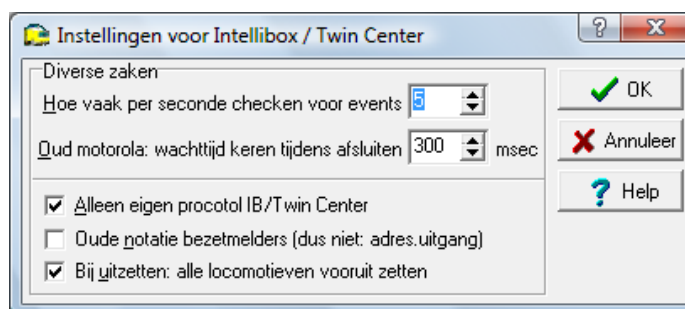 Instellingen voor Intellibox / Twin Center
Diverse zaken
Hoe vaak per seconde checken voor events 5
Oud motorola: wachttijd keren tijdens afsluiten 300 msec
Alleen eigen procotol IB/Twin Center
Oude notatie bezetmelders (dus niet: adres.uitgang)
Bij uitzetten: alle locomotieven vooruit zetten
OK
Annuleer
? Help